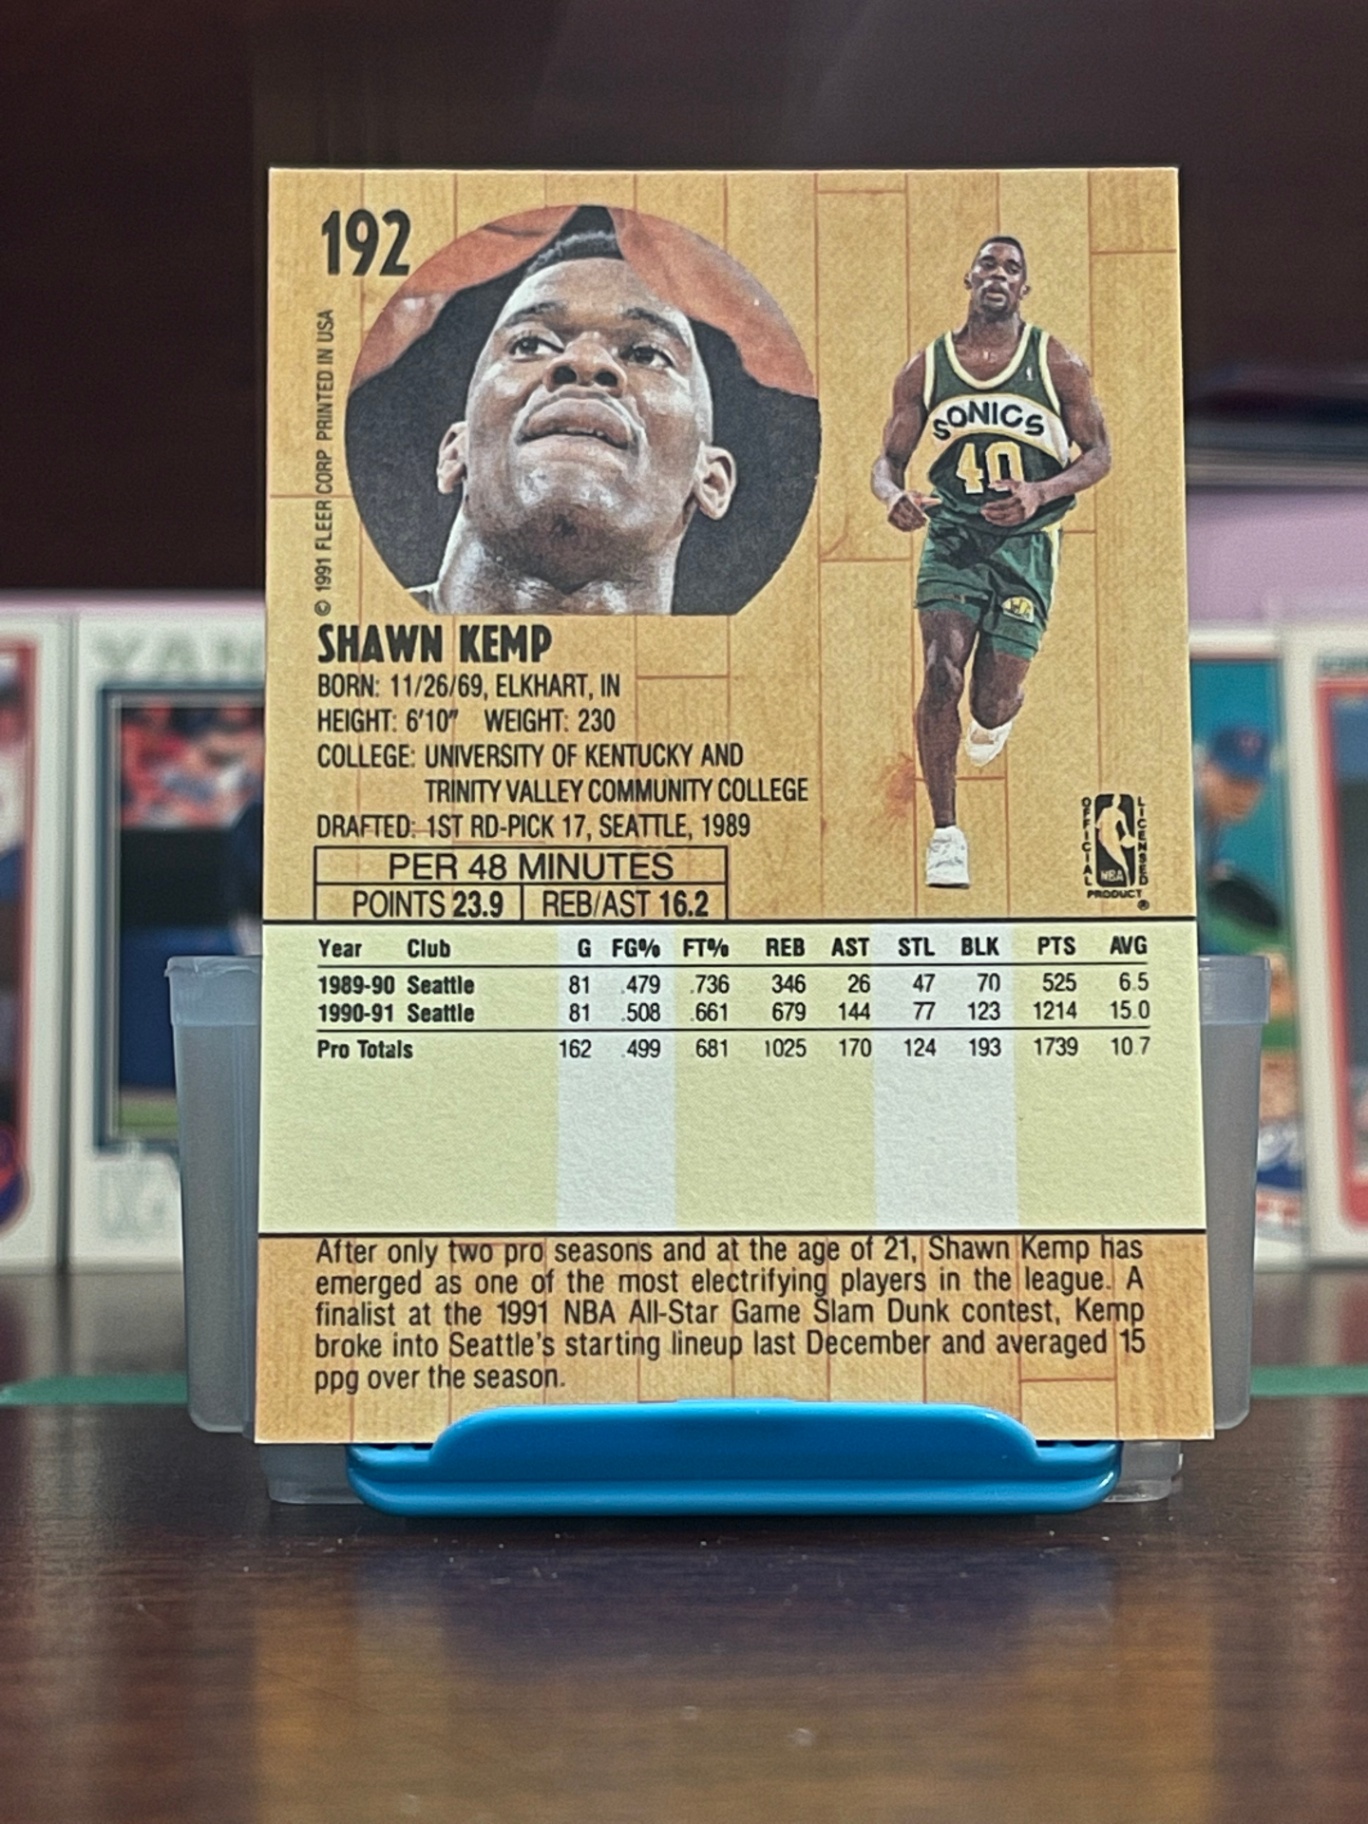 192
© 1991 FLEER CORP PRINTED IN USA
SONICS
40
SHAWN KEMP
BORN: 11/26/69, ELKHART, IN
HEIGHT: 6'10" WEIGHT: 230
COLLEGE: UNIVERSITY OF KENTUCKY AND
TRINITY VALLEY COMMUNITY COLLEGE
DRAFTED: 1ST RD-PICK 17, SEATTLE, 1989
OFFICIAL LICENSED
NBA
PRODUCT ®
PER 48 MINUTES
POINTS 23.9 REB/AST 16.2
Year Club G FG% FT% REB AST STL BLK PTS AVG
1989-90 Seattle 81 .479 .736 346 26 47 70 525 6.5
1990-91 Seattle 81 .508 .661 679 144 77 123 1214 15.0
Pro Totals 162 .499 .681 1025 170 124 193 1739 10.7
After only two pro seasons and at the age of 21, Shawn Kemp has
emerged as one of the most electrifying players in the league. A
finalist at the 1991 NBA All-Star Game Slam Dunk contest, Kemp
broke into Seattle's starting lineup last December and averaged 15
ppg over the season.